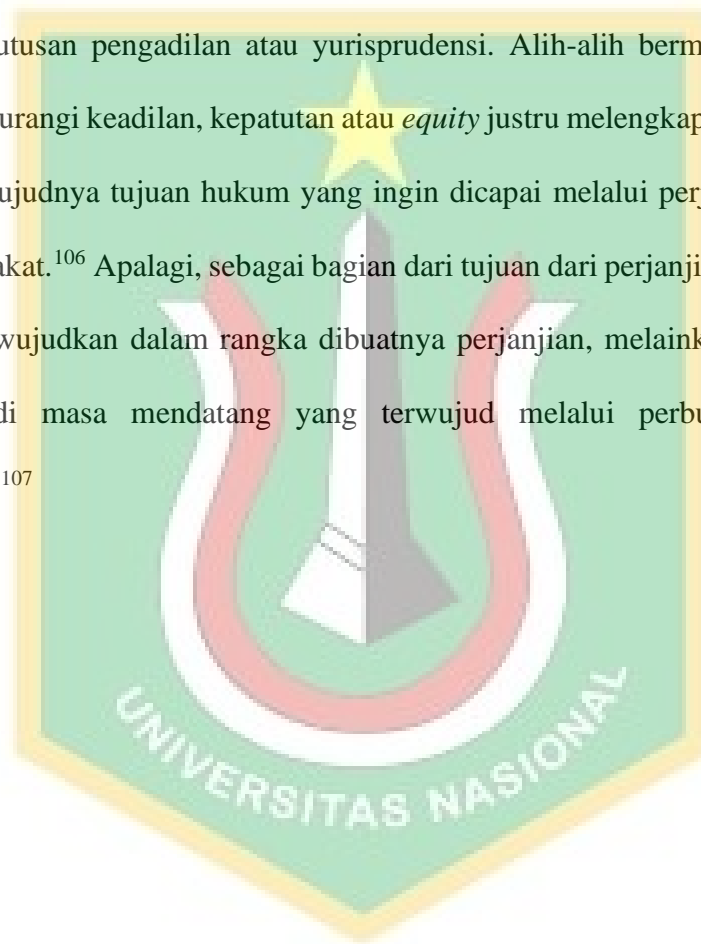 utusan pengadilan atau yurisprudensi. Alih-alih berm
urangi keadilan, kepatutan atau equity justru melengkap
ujudnya tujuan hukum yang ingin dicapai melalui perj
akat.106 Apalagi, sebagai bagian dari tujuan dari perjanji
wujudkan dalam rangka dibuatnya perjanjian, melaink
di masa mendatang yang terwujud melalui perbu
107
UNIVERSITAS NASIONAL